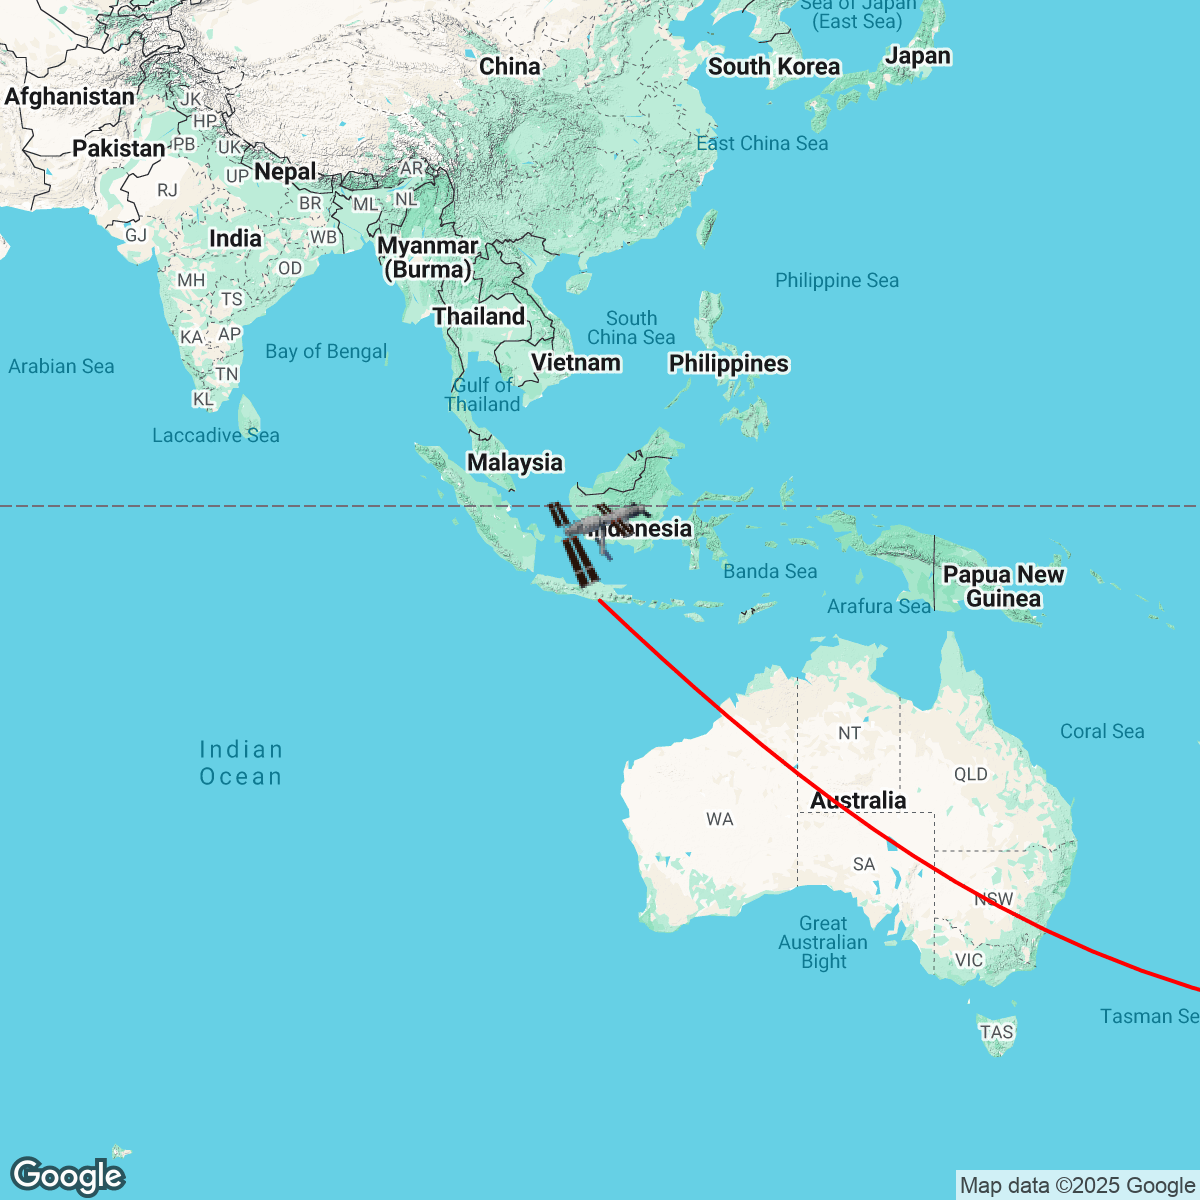 Sea of Japan
(East Sea)
China
South Korea
Japan
Afghanistan
JK
HP
East China Sea
Pakistan
PB
UK
Nepal
AR
UP
RJ
BR
ML
NL
GJ
India
WB
Myanmar
(Burma)
OD
MH
Philippine Sea
TS
Thailand
South
China Sea
KA
AP
Bay of Bengal
Arabian Sea
Vietnam
Philippines
TN
Gulf of
Thailand
KL
Laccadive Sea
Malaysia
Indonesia
Banda Sea
Papua New
Guinea
Arafura Sea
Coral Sea
NT
Indian
Ocean
QLD
Australia
WA
SA
NSW
Great
Australian
Bight
VIC
Tasman Se
TAS
Google
Map data ©2025 Google